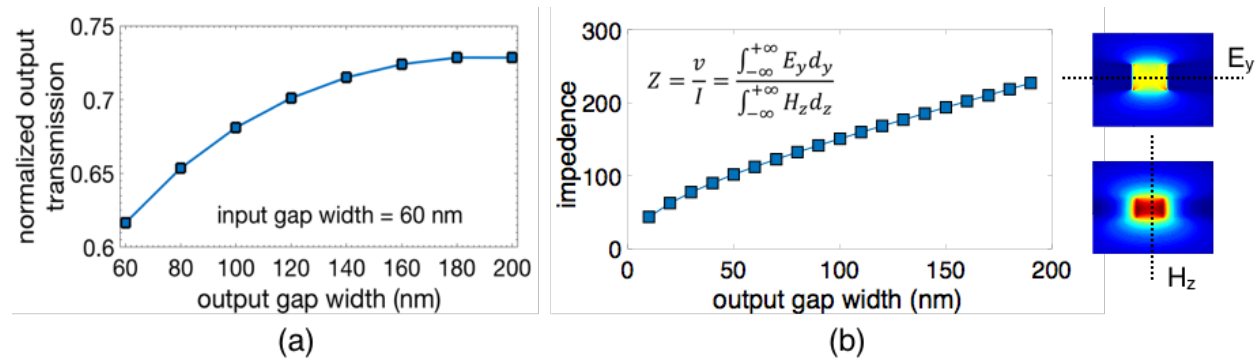 0.75
0.7
0.65
0.6
normalized output
transmission
input gap width = 60 nm
60 80 100 120 140 160 180 200
output gap width (nm)
(a)
300
200
100
0
impedence
Z = v/I = ∫_{-∞}^{+∞} E_y d_y / ∫_{-∞}^{+∞} H_z d_z
0 50 100 150 200
output gap width (nm)
(b)
E_y
H_z